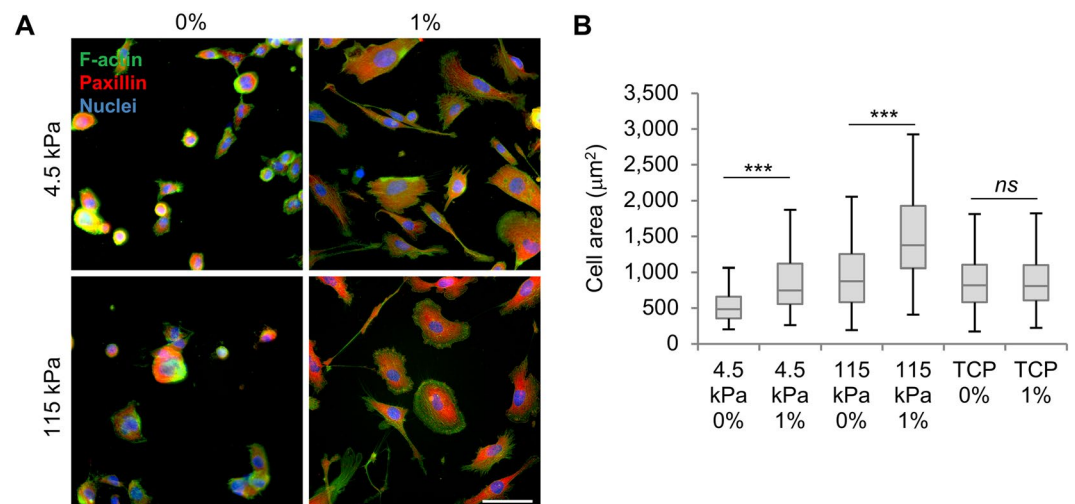 A
0%
1%
F-actin
Paxillin
Nuclei
4.5 kPa
115 kPa
B
Cell area (μm²)
3,500
3,000
2,500
2,000
1,500
1,000
500
0
***
***
ns
4.5 kPa 0%
4.5 kPa 1%
115 kPa 0%
115 kPa 1%
TCP 0%
TCP 1%